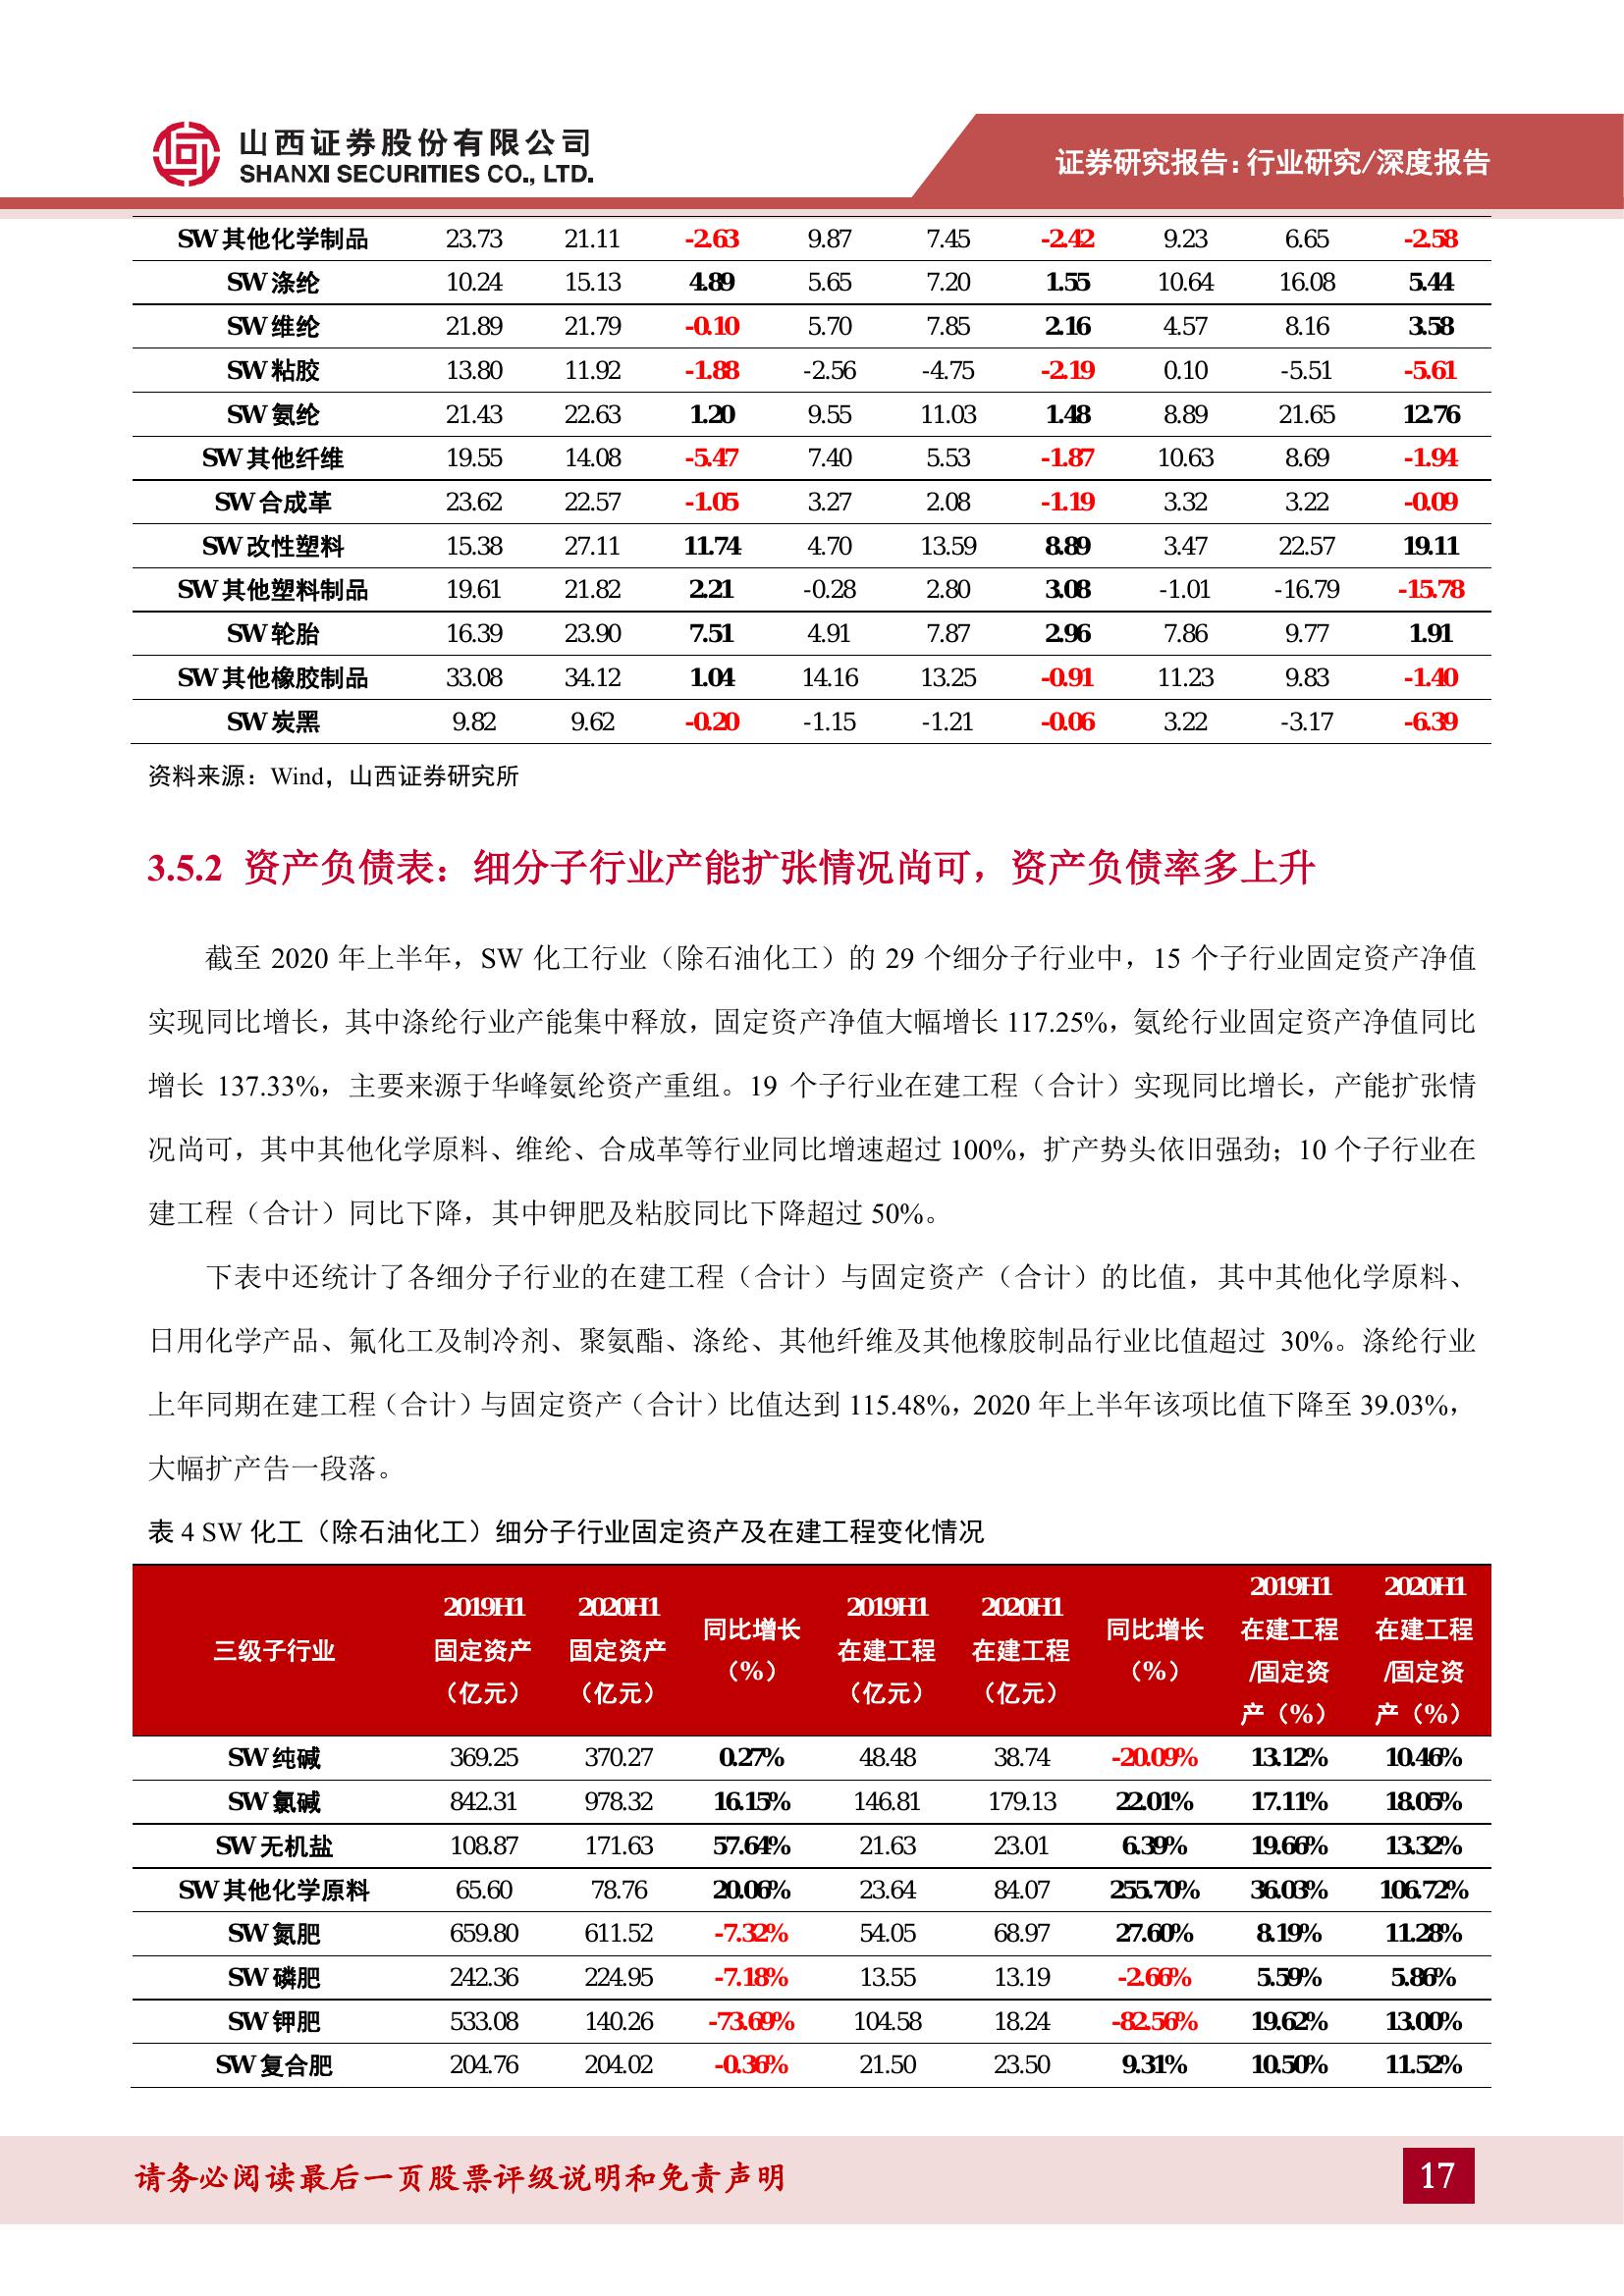 山西证券股份有限公司
SHANXI SECURITIES CO., LTD.
证券研究报告：行业研究/深度报告
SW 其他化学制品 23.73 21.11 -2.63 9.87 7.45 -2.42 9.23 6.65 -2.58
SW 涤纶 10.24 15.13 4.89 5.65 7.20 1.55 10.64 16.08 5.44
SW 维纶 21.89 21.79 -0.10 5.70 7.85 2.16 4.57 8.16 3.58
SW 粘胶 13.80 11.92 -1.88 -2.56 -4.75 -2.19 0.10 -5.51 -5.61
SW 氨纶 21.43 22.63 1.20 9.55 11.03 1.48 8.89 21.65 12.76
SW 其他纤维 19.55 14.08 -5.47 7.40 5.53 -1.87 10.63 8.69 -1.94
SW 合成革 23.62 22.57 -1.05 3.27 2.08 -1.19 3.32 3.22 -0.09
SW 改性塑料 15.38 27.11 11.74 4.70 13.59 8.89 3.47 22.57 19.11
SW 其他塑料制品 19.61 21.82 2.21 -0.28 2.80 3.08 -1.01 -16.79 -15.78
SW 轮胎 16.39 23.90 7.51 4.91 7.87 2.96 7.86 9.77 1.91
SW 其他橡胶制品 33.08 34.12 1.04 14.16 13.25 -0.91 11.23 9.83 -1.40
SW 炭黑 9.82 9.62 -0.20 -1.15 -1.21 -0.06 3.22 -3.17 -6.39
资料来源：Wind，山西证券研究所
3.5.2 资产负债表：细分子行业产能扩张情况尚可，资产负债率多上升
截至 2020 年上半年，SW 化工行业（除石油化工）的 29 个细分子行业中，15 个子行业固定资产净值
实现同比增长，其中涤纶行业产能集中释放，固定资产净值大幅增长 117.25%，氨纶行业固定资产净值同比
增长 137.33%，主要来源于华峰氨纶资产重组。19 个子行业在建工程（合计）实现同比增长，产能扩张情
况尚可，其中其他化学原料、维纶、合成革等行业同比增速超过 100%，扩产势头依旧强劲；10 个子行业在
建工程（合计）同比下降，其中钾肥及粘胶同比下降超过 50%。
下表中还统计了各细分子行业的在建工程（合计）与固定资产（合计）的比值，其中其他化学原料、
日用化学产品、氟化工及制冷剂、聚氨酯、涤纶、其他纤维及其他橡胶制品行业比值超过 30%。涤纶行业
上年同期在建工程（合计）与固定资产（合计）比值达到 115.48%，2020 年上半年该项比值下降至 39.03%，
大幅扩产告一段落。
表 4 SW 化工（除石油化工）细分子行业固定资产及在建工程变化情况
三级子行业 2019H1 固定资产（亿元） 2020H1 固定资产（亿元） 同比增长（%） 2019H1 在建工程（亿元） 2020H1 在建工程（亿元） 同比增长（%） 2019H1 在建工程/固定资产（%） 2020H1 在建工程/固定资产（%）
SW 纯碱 369.25 370.27 0.27% 48.48 38.74 -20.09% 13.12% 10.46%
SW 氯碱 842.31 978.32 16.15% 146.81 179.13 22.01% 17.11% 18.05%
SW 无机盐 108.87 171.63 57.64% 21.63 23.01 6.39% 19.66% 13.32%
SW 其他化学原料 65.60 78.76 20.06% 23.64 84.07 255.70% 36.03% 106.72%
SW 氮肥 659.80 611.52 -7.32% 54.05 68.97 27.60% 8.19% 11.28%
SW 磷肥 242.36 224.95 -7.18% 13.55 13.19 -2.66% 5.59% 5.86%
SW 钾肥 533.08 140.26 -73.69% 104.58 18.24 -82.56% 19.62% 13.00%
SW 复合肥 204.76 204.02 -0.36% 21.50 23.50 9.31% 10.50% 11.52%
请务必阅读最后一页股票评级说明和免责声明
17